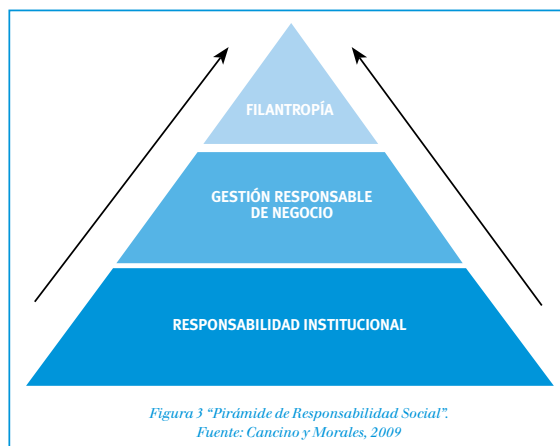 FILANTROPÍA
GESTIÓN RESPONSABLE
DE NEGOCIO
RESPONSABILIDAD INSTITUCIONAL
Figura 3 “Pirámide de Responsabilidad Social”.
Fuente: Cancino y Morales, 2009